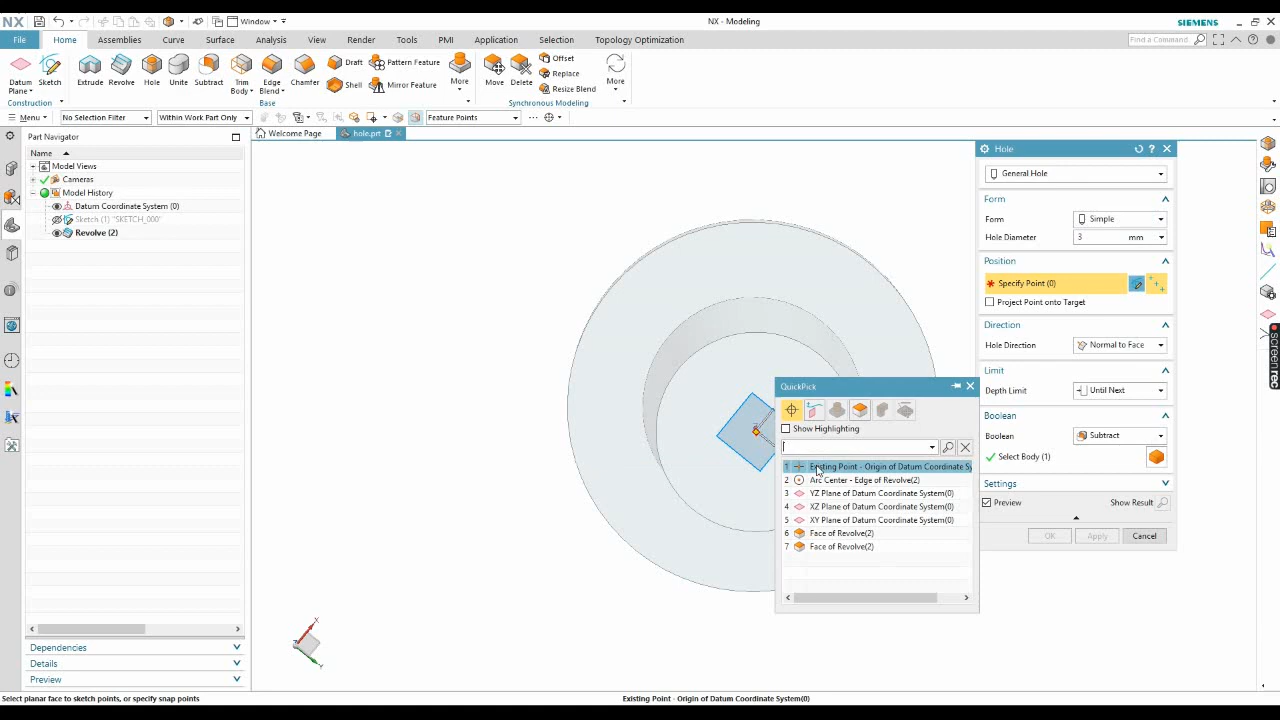 NX
Window
NX - Modeling
SIEMENS
File
Home
Assemblies
Curve
Surface
Analysis
View
Render
Tools
PMI
Application
Selection
Topology Optimization
Find a Command
Datum Plane
Sketch
Extrude
Revolve
Hole
Unite
Subtract
Trim Body
Edge Blend
Chamfer
Draft
Shell
Pattern Feature
Mirror Feature
More
Move
Delete
Offset
Replace
Resize Blend
More
Construction
Base
Synchronous Modeling
Menu
No Selection Filter
Within Work Part Only
Feature Points
Part Navigator
Welcome Page
hole.prt
Name
Model Views
Cameras
Model History
Datum Coordinate System (0)
Sketch (1) "SKETCH_000"
Revolve (2)
Hole
General Hole
Form
Form
Simple
Hole Diameter
3
mm
Position
Specify Point (0)
Project Point onto Target
Direction
Hole Direction
Normal to Face
Limit
Depth Limit
Until Next
Boolean
Boolean
Subtract
Select Body (1)
Settings
Preview
Show Result
OK
Apply
Cancel
QuickPick
Show Highlighting
1 Existing Point - Origin of Datum Coordinate Sy
2 Arc Center - Edge of Revolve(2)
3 YZ Plane of Datum Coordinate System(0)
4 XZ Plane of Datum Coordinate System(0)
5 XY Plane of Datum Coordinate System(0)
6 Face of Revolve(2)
7 Face of Revolve(2)
X
Y
Z
Dependencies
Details
Preview
screenrec
Select planar face to sketch points, or specify snap points
Existing Point - Origin of Datum Coordinate System(0)